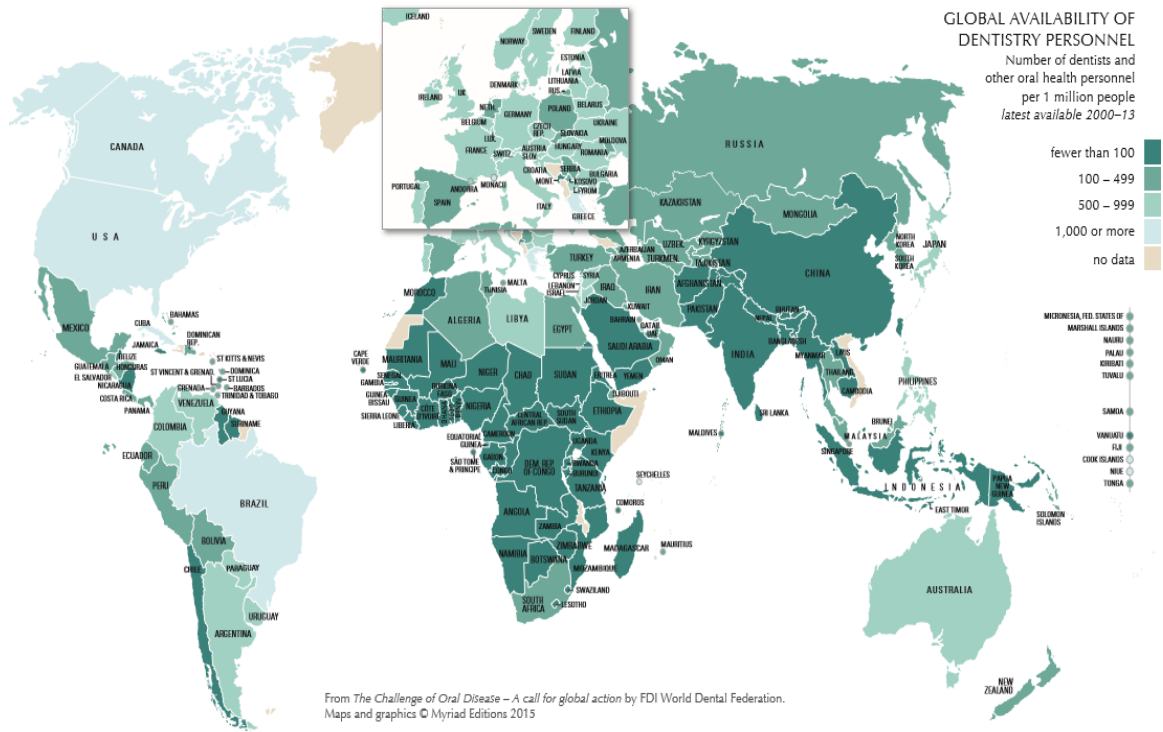 GLOBAL AVAILABILITY OF
DENTISTRY PERSONNEL
Number of dentists and
other oral health personnel
per 1 million people
latest available 2000–13
fewer than 100
100 – 499
500 – 999
1,000 or more
no data
ICELAND
NORWAY
SWEDEN
FINLAND
ESTONIA
LATVIA
LITHUANIA
RUS.
DENMARK
IRELAND
UK
NETH.
BELGIUM
LUX.
GERMANY
POLAND
BELARUS
UKRAINE
CZECH
REP.
SLOVAKIA
MOLDOVA
FRANCE
SWITZ.
AUSTRIA
SLOV.
HUNGARY
ROMANIA
CROATIA
SERBIA
BULGARIA
MONT.
KOSOVO
FYROM
PORTUGAL
SPAIN
ANDORRA
MONACO
ITALY
GREECE
CANADA
USA
MEXICO
CUBA
BAHAMAS
JAMAICA
DOMINICAN
REP.
BELIZE
GUATEMALA
HONDURAS
EL SALVADOR
NICARAGUA
COSTA RICA
PANAMA
ST KITTS & NEVIS
ST VINCENT & GRENAD.
DOMINICA
ST LUCIA
GRENADA
BARBADOS
TRINIDAD & TOBAGO
VENEZUELA
GUYANA
SURINAME
COLOMBIA
ECUADOR
PERU
BRAZIL
BOLIVIA
CHILE
PARAGUAY
URUGUAY
ARGENTINA
RUSSIA
KAZAKHSTAN
MONGOLIA
UZBEK.
KYRGYZSTAN
AZERBAIJAN
ARMENIA
TURKMEN.
TAJIKISTAN
NORTH
KOREA
SOUTH
KOREA
JAPAN
CHINA
TURKEY
CYPRUS
LEBANON
ISRAEL
SYRIA
IRAQ
IRAN
JORDAN
KUWAIT
AFGHANISTAN
PAKISTAN
NEPAL
BHUTAN
BANGLADESH
INDIA
BAHRAIN
QATAR
UAE
SAUDI ARABIA
OMAN
YEMEN
MYANMAR
LAOS
THAILAND
CAMBODIA
PHILIPPINES
SRI LANKA
MALDIVES
BRUNEI
MALAYSIA
SINGAPORE
INDONESIA
PAPUA
NEW
GUINEA
EAST TIMOR
SOLOMON
ISLANDS
AUSTRALIA
NEW
ZEALAND
MOROCCO
TUNISIA
MALTA
ALGERIA
LIBYA
EGYPT
CAPE
VERDE
MAURITANIA
MALI
NIGER
CHAD
SUDAN
ERITREA
DJIBOUTI
SENEGAL
GAMBIA
GUINEA
BISSAU
GUINEA
SIERRA LEONE
LIBERIA
CÔTE
D'IVOIRE
BURKINA
FASO
NIGERIA
CAMEROON
CENTRAL
AFRICAN REP.
SOUTH
SUDAN
ETHIOPIA
EQUATORIAL
GUINEA
SÃO TOME
& PRINCIPE
GABON
CONGO
DEM. REP.
OF CONGO
UGANDA
KENYA
RWANDA
BURUNDI
TANZANIA
SEYCHELLES
COMOROS
ANGOLA
ZAMBIA
ZIMBABWE
MADAGASCAR
MAURITIUS
NAMIBIA
BOTSWANA
MOZAMBIQUE
SWAZILAND
LESOTHO
SOUTH
AFRICA
MICRONESIA, FED. STATES OF
MARSHALL ISLANDS
NAURU
PALAU
KIRIBATI
TUVALU
SAMOA
VANUATU
FIJI
COOK ISLANDS
NIUE
TONGA
From The Challenge of Oral Disease – A call for global action by FDI World Dental Federation.
Maps and graphics © Myriad Editions 2015